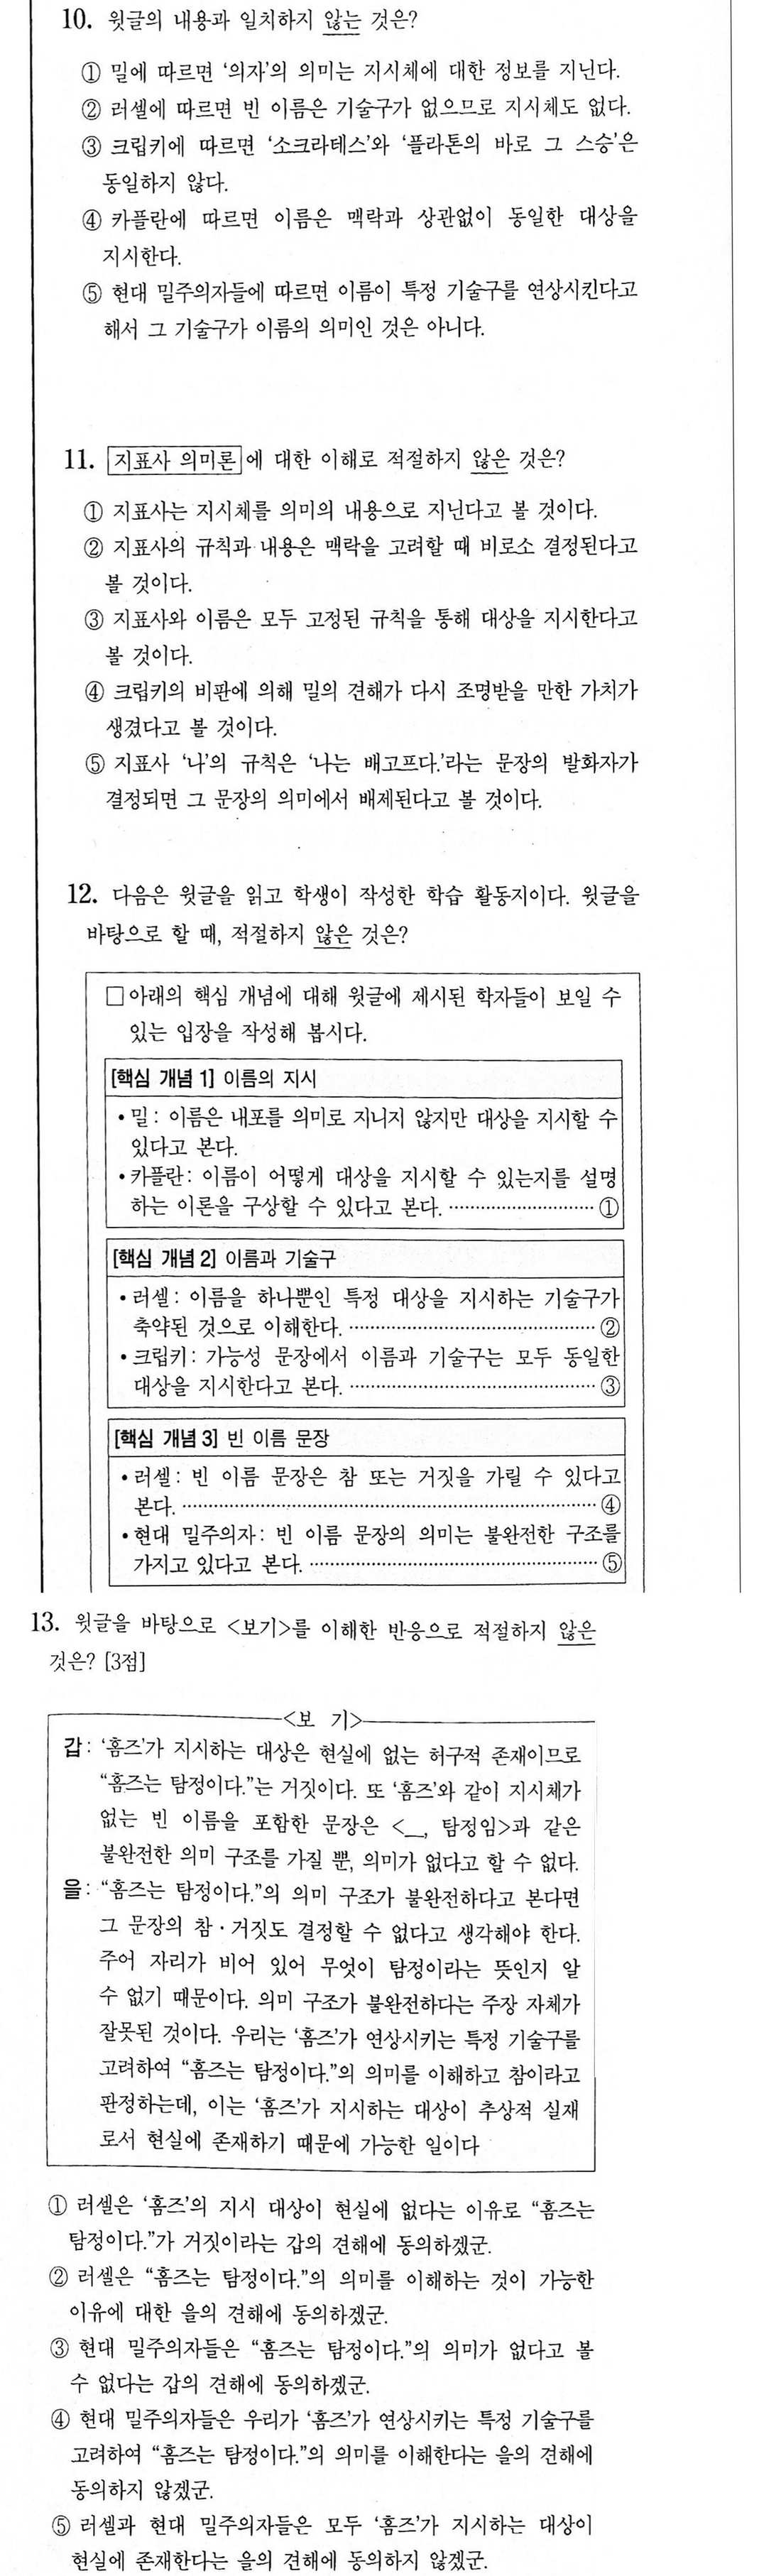 10. 윗글의 내용과 일치하지 않는 것은?
① 밀에 따르면 ‘의자’의 의미는 지시체에 대한 정보를 지닌다.
② 러셀에 따르면 빈 이름은 기술구가 없으므로 지시체도 없다.
③ 크립키에 따르면 ‘소크라테스’와 ‘플라톤의 바로 그 스승’은
동일하지 않다.
④ 카플란에 따르면 이름은 맥락과 상관없이 동일한 대상을
지시한다.
⑤ 현대 밀주의자들에 따르면 이름이 특정 기술구를 연상시킨다고
해서 그 기술구가 이름의 의미인 것은 아니다.
11. 지표사 의미론에 대한 이해로 적절하지 않은 것은?
① 지표사는 지시체를 의미의 내용으로 지닌다고 볼 것이다.
② 지표사의 규칙과 내용은 맥락을 고려할 때 비로소 결정된다고
볼 것이다.
③ 지표사와 이름은 모두 고정된 규칙을 통해 대상을 지시한다고
볼 것이다.
④ 크립키의 비판에 의해 밀의 견해가 다시 조명받을 만한 가치가
생겼다고 볼 것이다.
⑤ 지표사 ‘나’의 규칙은 ‘나는 배고프다.’라는 문장의 발화자가
결정되면 그 문장의 의미에서 배제된다고 볼 것이다.
12. 다음은 윗글을 읽고 학생이 작성한 학습 활동지이다. 윗글을
바탕으로 할 때, 적절하지 않은 것은?
□ 아래의 핵심 개념에 대해 윗글에 제시된 학자들이 보일 수
있는 입장을 작성해 봅시다.
[핵심 개념 1] 이름의 지시
• 밀 : 이름은 내포를 의미로 지니지 않지만 대상을 지시할 수
있다고 본다.
• 카플란 : 이름이 어떻게 대상을 지시할 수 있는지를 설명
하는 이론을 구상할 수 있다고 본다. ………………………… ①
[핵심 개념 2] 이름과 기술구
• 러셀 : 이름을 하나뿐인 특정 대상을 지시하는 기술구가
축약된 것으로 이해한다. ………………………………………… ②
• 크립키 : 가능성 문장에서 이름과 기술구는 모두 동일한
대상을 지시한다고 본다. ………………………………………… ③
[핵심 개념 3] 빈 이름 문장
• 러셀 : 빈 이름 문장은 참 또는 거짓을 가릴 수 있다고
본다. ……………………………………………………………………… ④
• 현대 밀주의자 : 빈 이름 문장의 의미는 불완전한 구조를
가지고 있다고 본다. ……………………………………………… ⑤
13. 윗글을 바탕으로 <보기>를 이해한 반응으로 적절하지 않은
것은? [3점]
<보 기>
갑 : ‘홈즈’가 지시하는 대상은 현실에 없는 허구적 존재이므로
“홈즈는 탐정이다.”는 거짓이다. 또 ‘홈즈’와 같이 지시체가
없는 빈 이름을 포함한 문장은 <__, 탐정임>과 같은
불완전한 의미 구조를 가질 뿐, 의미가 없다고 할 수 없다.
을 : “홈즈는 탐정이다.”의 의미 구조가 불완전하다고 본다면
그 문장의 참·거짓도 결정할 수 없다고 생각해야 한다.
주어 자리가 비어 있어 무엇이 탐정이라는 뜻인지 알
수 없기 때문이다. 의미 구조가 불완전하다는 주장 자체가
잘못된 것이다. 우리는 ‘홈즈’가 연상시키는 특정 기술구를
고려하여 “홈즈는 탐정이다.”의 의미를 이해하고 참이라고
판정하는데, 이는 ‘홈즈’가 지시하는 대상이 추상적 실재
로서 현실에 존재하기 때문에 가능한 일이다
① 러셀은 ‘홈즈’의 지시 대상이 현실에 없다는 이유로 “홈즈는
탐정이다.”가 거짓이라는 갑의 견해에 동의하겠군.
② 러셀은 “홈즈는 탐정이다.”의 의미를 이해하는 것이 가능한
이유에 대한 을의 견해에 동의하겠군.
③ 현대 밀주의자들은 “홈즈는 탐정이다.”의 의미가 없다고 볼
수 없다는 갑의 견해에 동의하겠군.
④ 현대 밀주의자들은 우리가 ‘홈즈’가 연상시키는 특정 기술구를
고려하여 “홈즈는 탐정이다.”의 의미를 이해한다는 을의 견해에
동의하지 않겠군.
⑤ 러셀과 현대 밀주의자들은 모두 ‘홈즈’가 지시하는 대상이
현실에 존재한다는 을의 견해에 동의하지 않겠군.